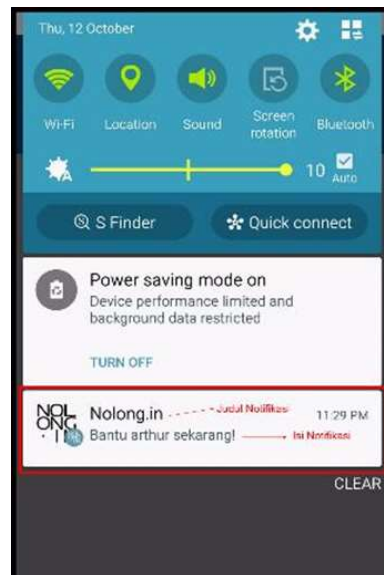 Thu, 12 October
Wi-Fi
Location
Sound
Screen rotation
Bluetooth
10
Auto
S Finder
Quick connect
Power saving mode on
Device performance limited and
background data restricted
TURN OFF
NOL
ONG
Nolong.in
Judul Notifikasi
11:29 PM
Bantu arthur sekarang!
Isi Notifikasi
CLEAR